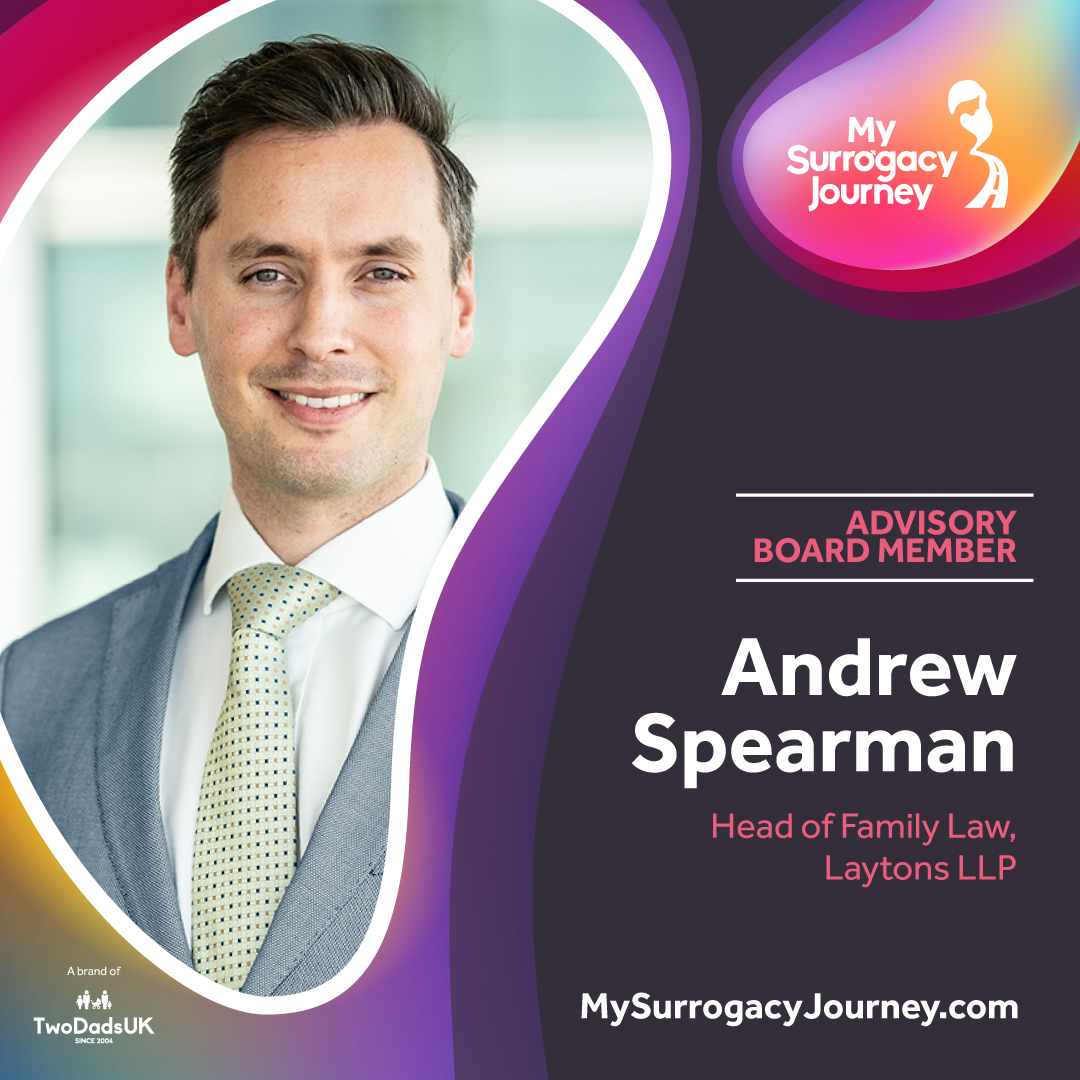 My
Surrogacy
Journey
ADVISORY
BOARD MEMBER
Andrew
Spearman
Head of Family Law,
Laytons LLP
A brand of
TwoDadsUK
SINCE 2004
MySurrogacyJourney.com